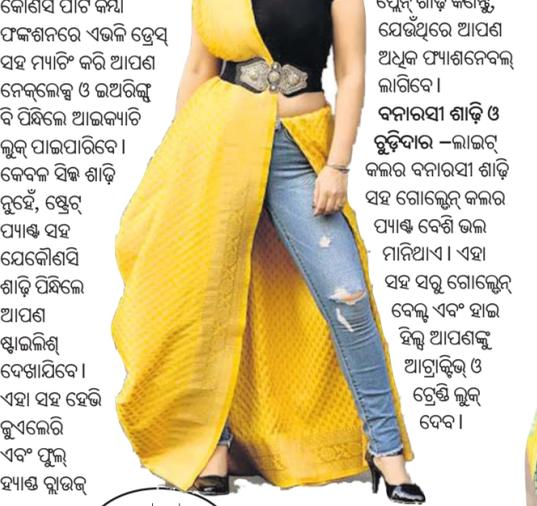 କୌଣସି ପାର୍ଟି କିମ୍ବା
ଫଙ୍କଶନରେ ଏଭଳି ଡ୍ରେସ୍
ସହ ମ୍ୟାଚିଂ କରି ଆପଣ
ନେକ୍‌ଲେକ୍ସ ଓ ଇଅରିଙ୍ଗ୍ସ
ବି ପିନ୍ଧିଲେ ଆଇକ୍ୟାଚି
ଲୁକ୍ ପାଇପାରିବେ।
କେବଳ ସିଲ୍କ ଶାଢ଼ି
ନୁହେଁ, ଷ୍ଟ୍ରେଟ୍
ପ୍ୟାଣ୍ଟ ସହ
ଯେକୌଣସି
ଶାଢ଼ି ପିନ୍ଧିଲେ
ଆପଣ
ଷ୍ଟାଇଲିଶ୍
ଦେଖାଯିବେ।
ଏହା ସହ ହେଭି
ଜୁଏଲେରି
ଏବଂ ଫୁଲ୍
ହ୍ୟାଣ୍ଡ ବ୍ଲାଉଜ୍
ପ୍ଲେନ୍ ଶାଢ଼ି
ଯେଉଁଥିରେ ଆପଣ
ଅଧିକ ଫ୍ୟାଶନେବଲ୍
ଲାଗିବେ।
ବନାରସୀ ଶାଢ଼ି ଓ
ଚୁଡ଼ିଦାର –ଲାଇଟ୍
କଲର ବନାରସୀ ଶାଢ଼ି
ସହ ଗୋଲ୍ଡେନ୍ କଲର
ପ୍ୟାଣ୍ଟ ବେଶି ଭଲ
ମାନିଥାଏ। ଏହା
ସହ ସରୁ ଗୋଲ୍ଡେନ୍
ବେଲ୍ଟ ଏବଂ ହାଇ
ହିଲ୍ସ ଆପଣଙ୍କୁ
ଆଟ୍ରାକ୍ଟିଭ୍ ଓ
ଟ୍ରେଣ୍ଡି ଲୁକ୍
ଦେବ।